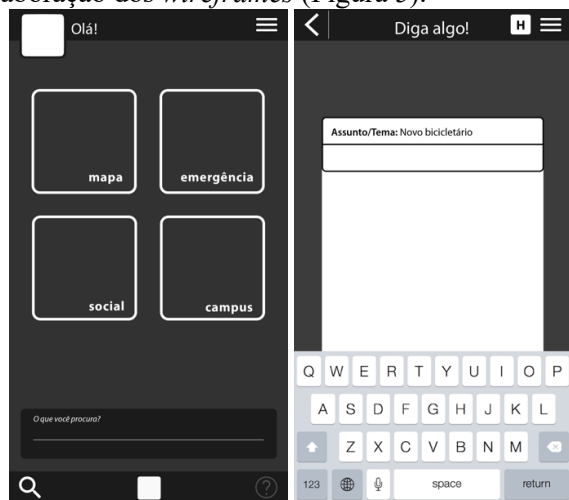 aboração dos wireframes (Figura 5).
Olá!
mapa
emergência
social
campus
O que você procura?
?
Diga algo!
H
Assunto/Tema: Novo bicicletário
Q W E R T Y U I O P
A S D F G H J K L
Z X C V B N M
123 space return